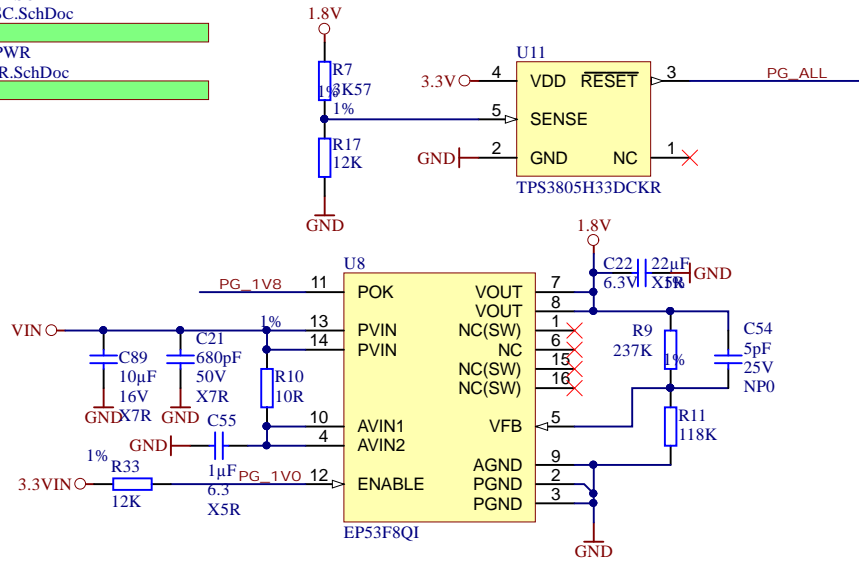 SC.SchDoc
PWR
R.SchDoc
1.8V
R7
3K57
1%
1%
R17
12K
GND
U11
3.3V
4
VDD
RESET
3
PG_ALL
5
SENSE
GND
2
GND
NC
1
TPS3805H33DCKR
1.8V
U8
C22
22µF
GND
6.3V
X5R
PG_1V8
11
POK
VOUT
7
VOUT
8
VIN
1%
13
PVIN
NC(SW)
1
14
PVIN
NC
6
NC(SW)
15
NC(SW)
16
R9
237K
1%
C54
5pF
25V
NP0
C89
10µF
16V
X7R
GND
C21
680pF
50V
X7R
GND
R10
10R
C55
GND
1µF
6.3
X5R
10
AVIN1
4
AVIN2
VFB
5
R11
118K
1%
R33
3.3VIN
12K
PG_1V0
12
ENABLE
AGND
9
PGND
2
PGND
3
EP53F8QI
GND